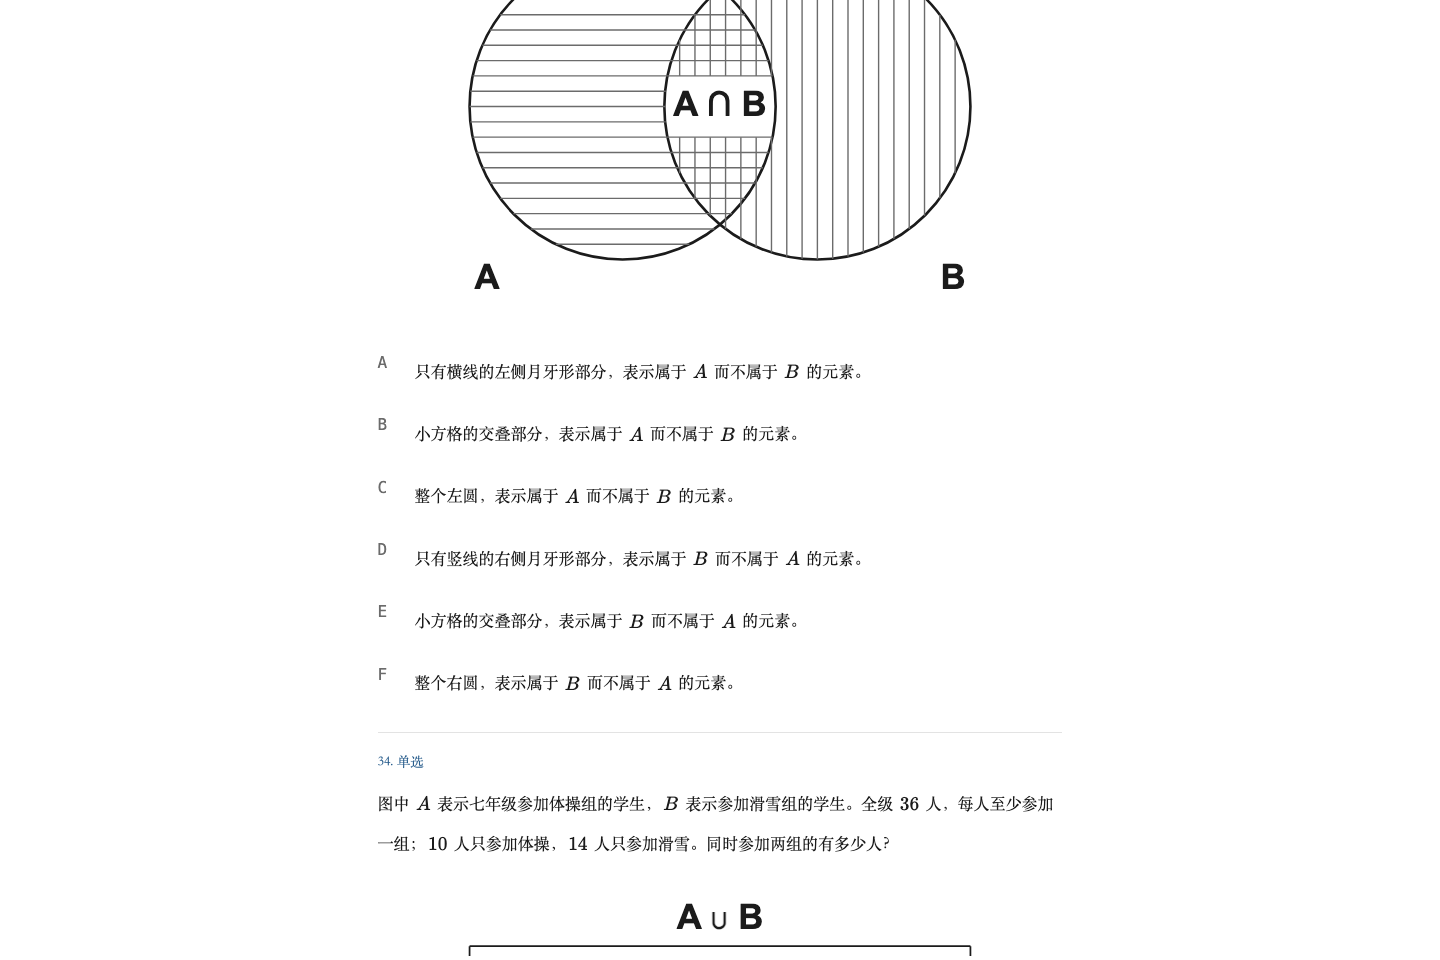 A ∩ B
A B
A 只有横线的左侧月牙形部分，表示属于 A 而不属于 B 的元素。
B 小方格的交叠部分，表示属于 A 而不属于 B 的元素。
C 整个左圆，表示属于 A 而不属于 B 的元素。
D 只有竖线的右侧月牙形部分，表示属于 B 而不属于 A 的元素。
E 小方格的交叠部分，表示属于 B 而不属于 A 的元素。
F 整个右圆，表示属于 B 而不属于 A 的元素。
34. 单选
图中 A 表示七年级参加体操组的学生，B 表示参加滑雪组的学生。全级 36 人，每人至少参加
一组；10 人只参加体操，14 人只参加滑雪。同时参加两组的有多少人？
A ∪ B